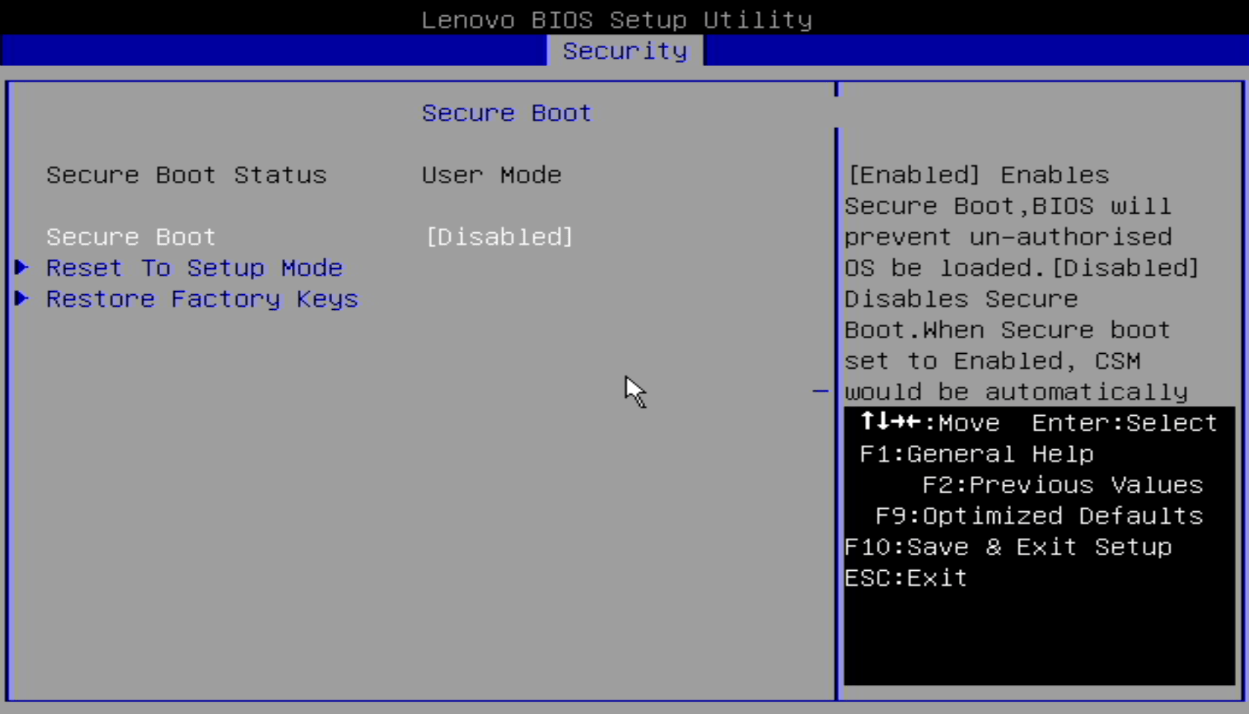 Lenovo BIOS Setup Utility
Security
Secure Boot
Secure Boot Status User Mode
Secure Boot [Disabled]
Reset To Setup Mode
Restore Factory Keys
[Enabled] Enables
Secure Boot,BIOS will
prevent un-authorised
OS be loaded.[Disabled]
Disables Secure
Boot.When Secure boot
set to Enabled, CSM
would be automatically
↑↓→←:Move Enter:Select
F1:General Help
F2:Previous Values
F9:Optimized Defaults
F10:Save & Exit Setup
ESC:Exit